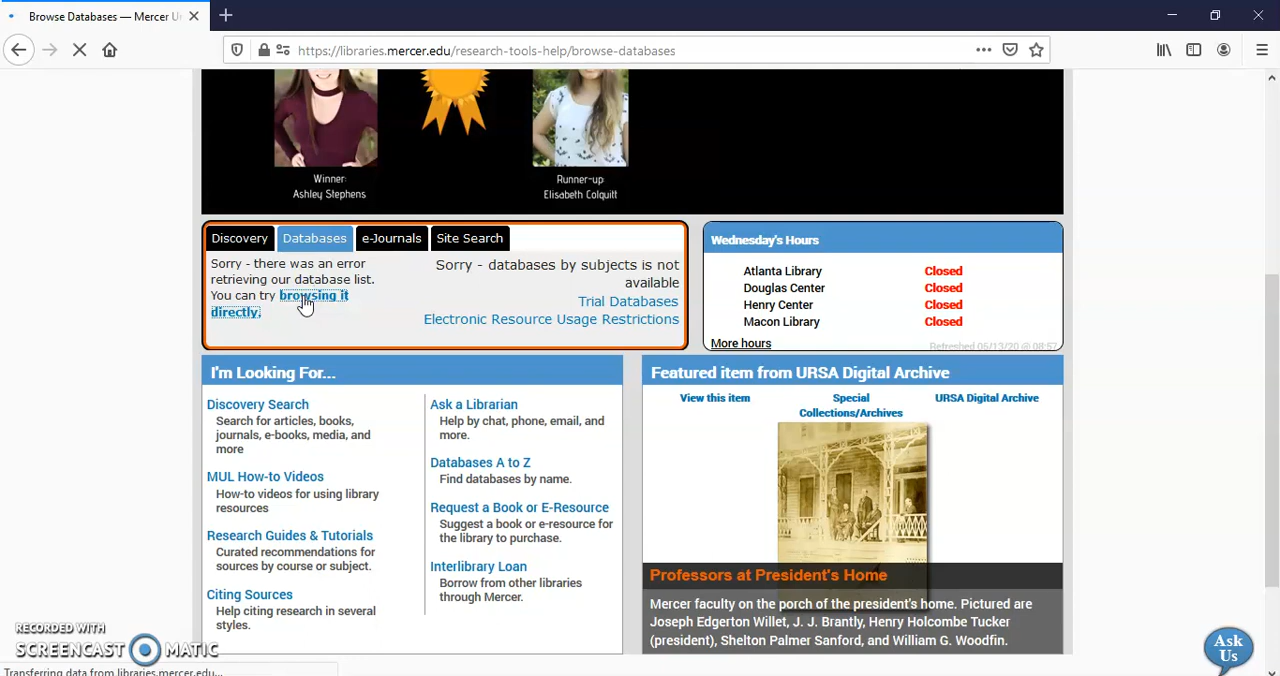 Browse Databases — Mercer U
https://libraries.mercer.edu/research-tools-help/browse-databases
Winner:
Ashley Stephens
Runner-up:
Elisabeth Colquitt
Discovery Databases e-Journals Site Search
Sorry - there was an error
retrieving our database list.
You can try browsing it
directly.
Sorry - databases by subjects is not
available
Trial Databases
Electronic Resource Usage Restrictions
Wednesday's Hours
Atlanta Library Closed
Douglas Center Closed
Henry Center Closed
Macon Library Closed
More hours
Refreshed 05/13/20 @ 08:57
I'm Looking For...
Discovery Search
Search for articles, books,
journals, e-books, media, and
more
MUL How-to Videos
How-to videos for using library
resources
Research Guides & Tutorials
Curated recommendations for
sources by course or subject.
Citing Sources
Help citing research in several
styles.
Ask a Librarian
Help by chat, phone, email, and
more.
Databases A to Z
Find databases by name.
Request a Book or E-Resource
Suggest a book or e-resource for
the library to purchase.
Interlibrary Loan
Borrow from other libraries
through Mercer.
Featured item from URSA Digital Archive
View this item
Special
Collections/Archives
URSA Digital Archive
Professors at President's Home
Mercer faculty on the porch of the president's home. Pictured are
Joseph Edgerton Willet, J. J. Brantly, Henry Holcombe Tucker
(president), Shelton Palmer Sanford, and William G. Woodfin.
Ask
Us
RECORDED WITH
SCREENCAST MATIC
Transferring data from libraries.mercer.edu...